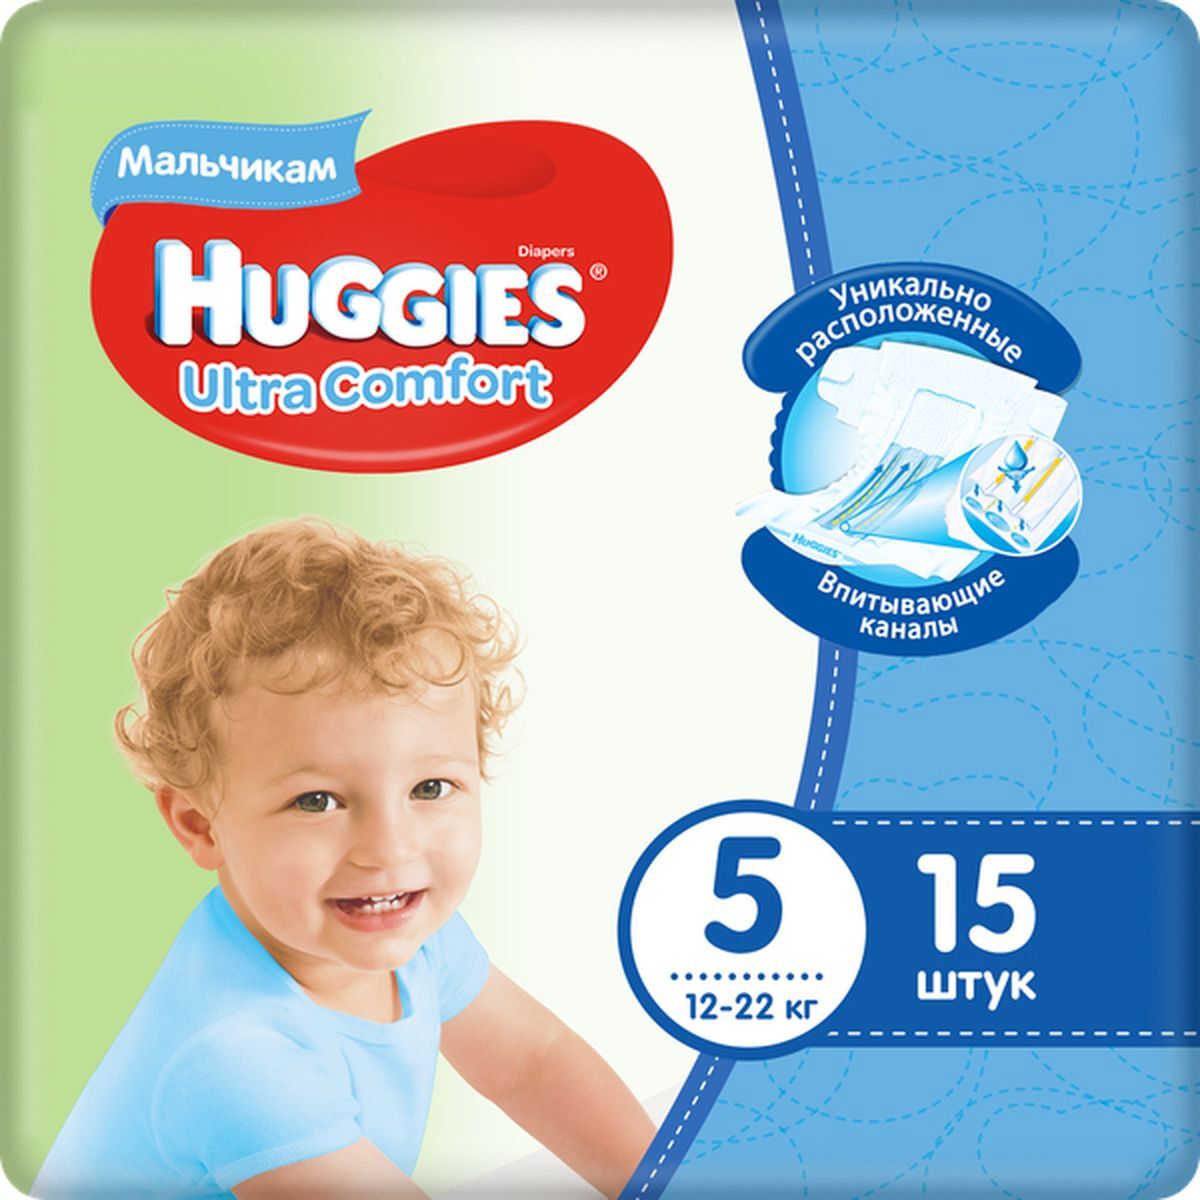 Мальчикам
Diapers
HUGGIES®
Ultra Comfort
Уникально
расположенные
HUGGIES
Впитывающие
каналы
5
12-22 кг
15
штук